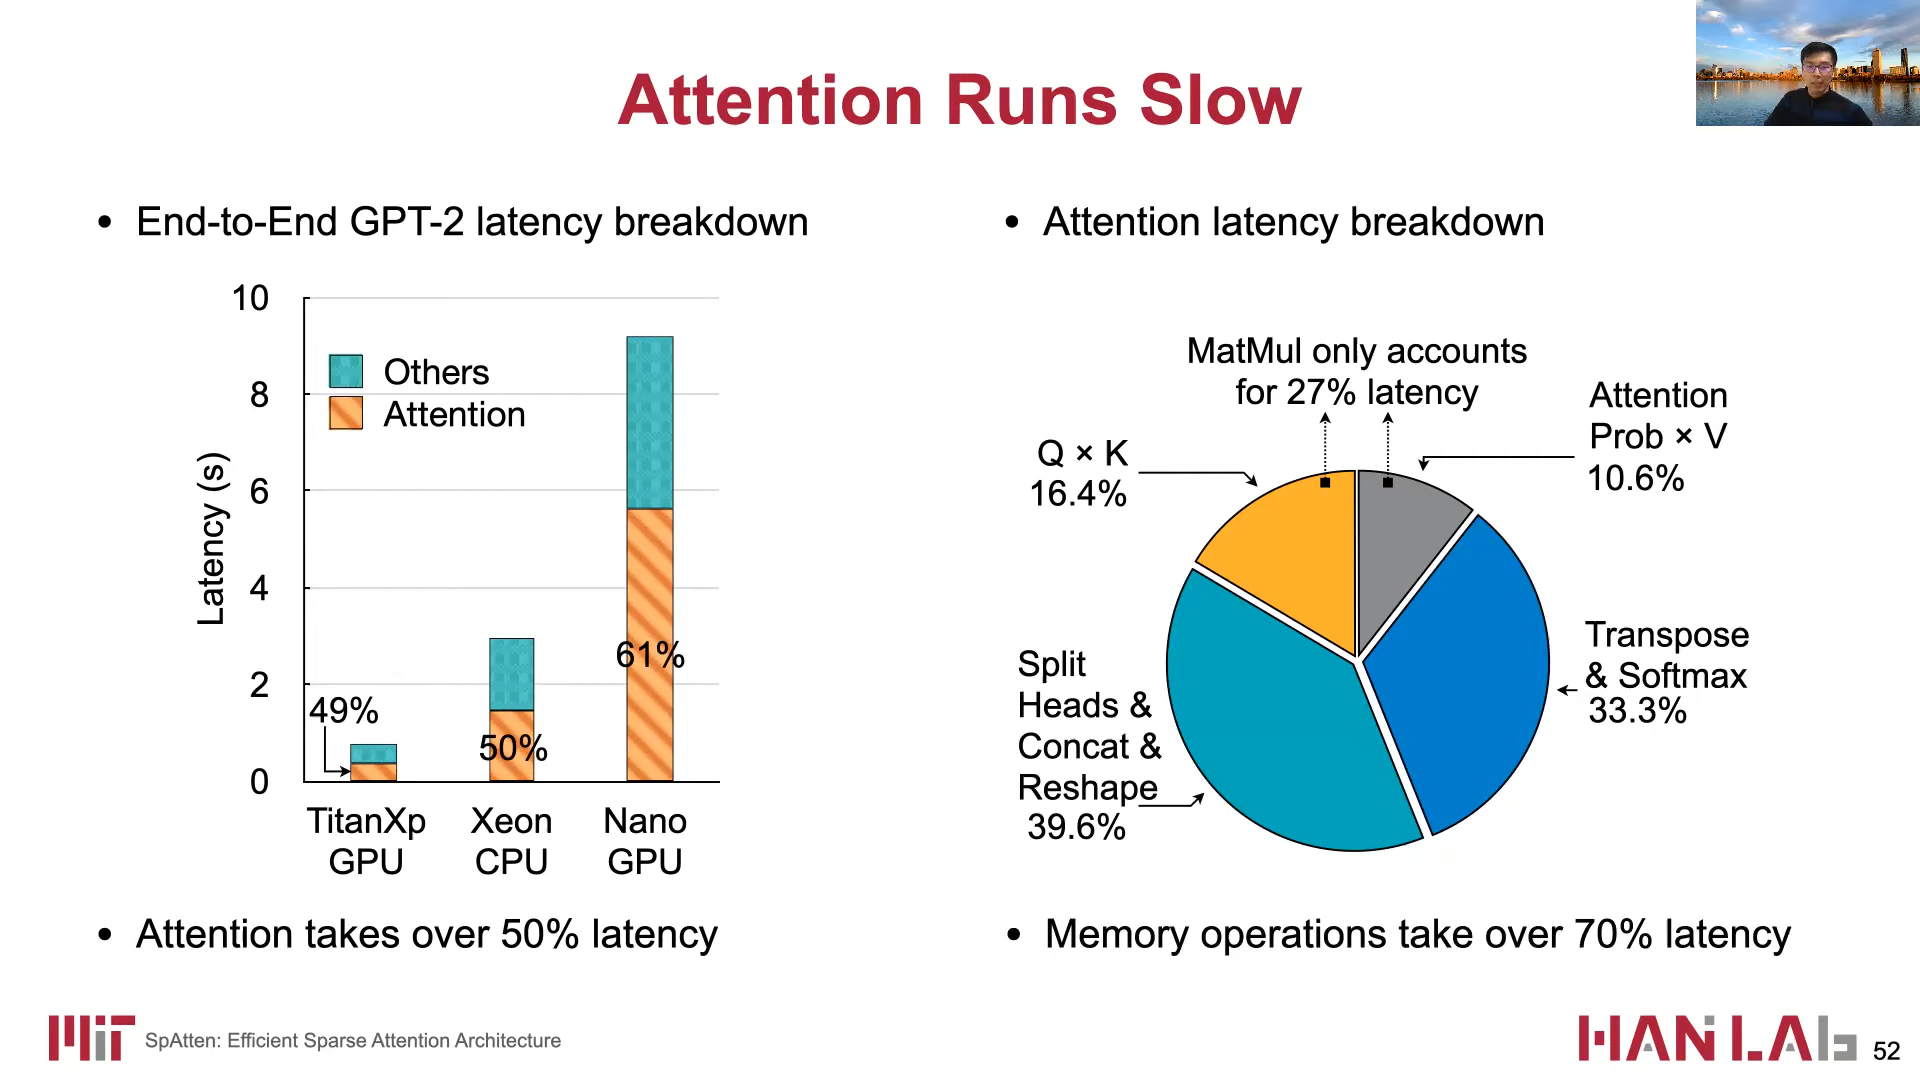 Attention Runs Slow
• End-to-End GPT-2 latency breakdown
10
8
6
4
2
0
Latency (s)
Others
Attention
49%
50%
61%
TitanXp
GPU
Xeon
CPU
Nano
GPU
• Attention takes over 50% latency
• Attention latency breakdown
MatMul only accounts
for 27% latency
Q × K
16.4%
Attention
Prob × V
10.6%
Transpose
& Softmax
33.3%
Split
Heads &
Concat &
Reshape
39.6%
• Memory operations take over 70% latency
MIT
SpAtten: Efficient Sparse Attention Architecture
HAN LAb
52